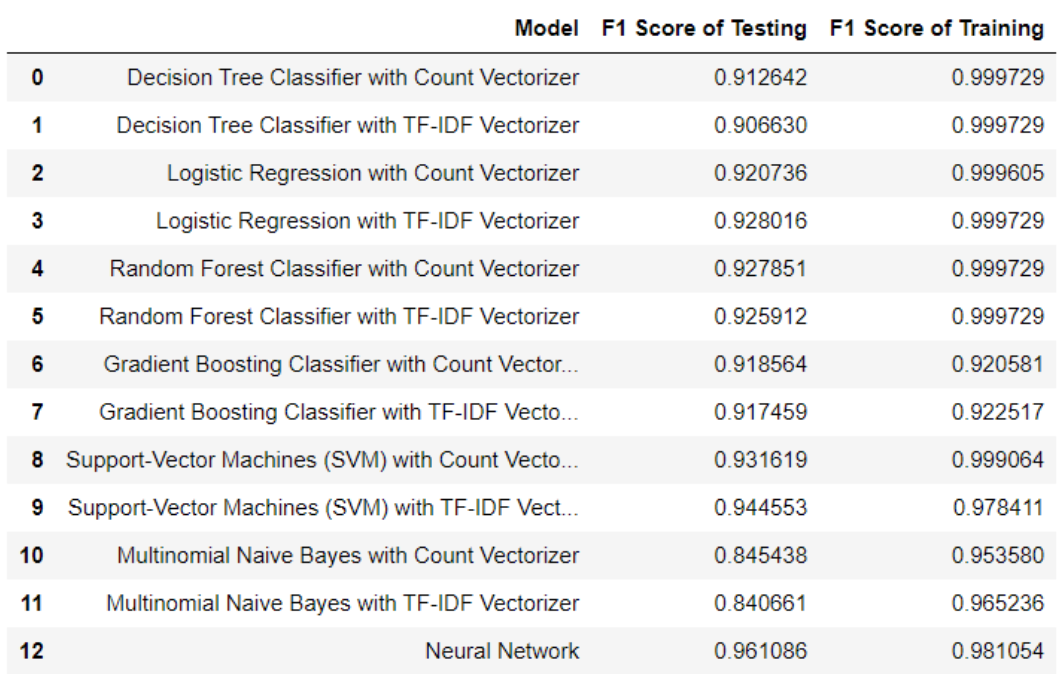 Model F1 Score of Testing F1 Score of Training
0 Decision Tree Classifier with Count Vectorizer 0.912642 0.999729
1 Decision Tree Classifier with TF-IDF Vectorizer 0.906630 0.999729
2 Logistic Regression with Count Vectorizer 0.920736 0.999605
3 Logistic Regression with TF-IDF Vectorizer 0.928016 0.999729
4 Random Forest Classifier with Count Vectorizer 0.927851 0.999729
5 Random Forest Classifier with TF-IDF Vectorizer 0.925912 0.999729
6 Gradient Boosting Classifier with Count Vector... 0.918564 0.920581
7 Gradient Boosting Classifier with TF-IDF Vecto... 0.917459 0.922517
8 Support-Vector Machines (SVM) with Count Vecto... 0.931619 0.999064
9 Support-Vector Machines (SVM) with TF-IDF Vect... 0.944553 0.978411
10 Multinomial Naive Bayes with Count Vectorizer 0.845438 0.953580
11 Multinomial Naive Bayes with TF-IDF Vectorizer 0.840661 0.965236
12 Neural Network 0.961086 0.981054